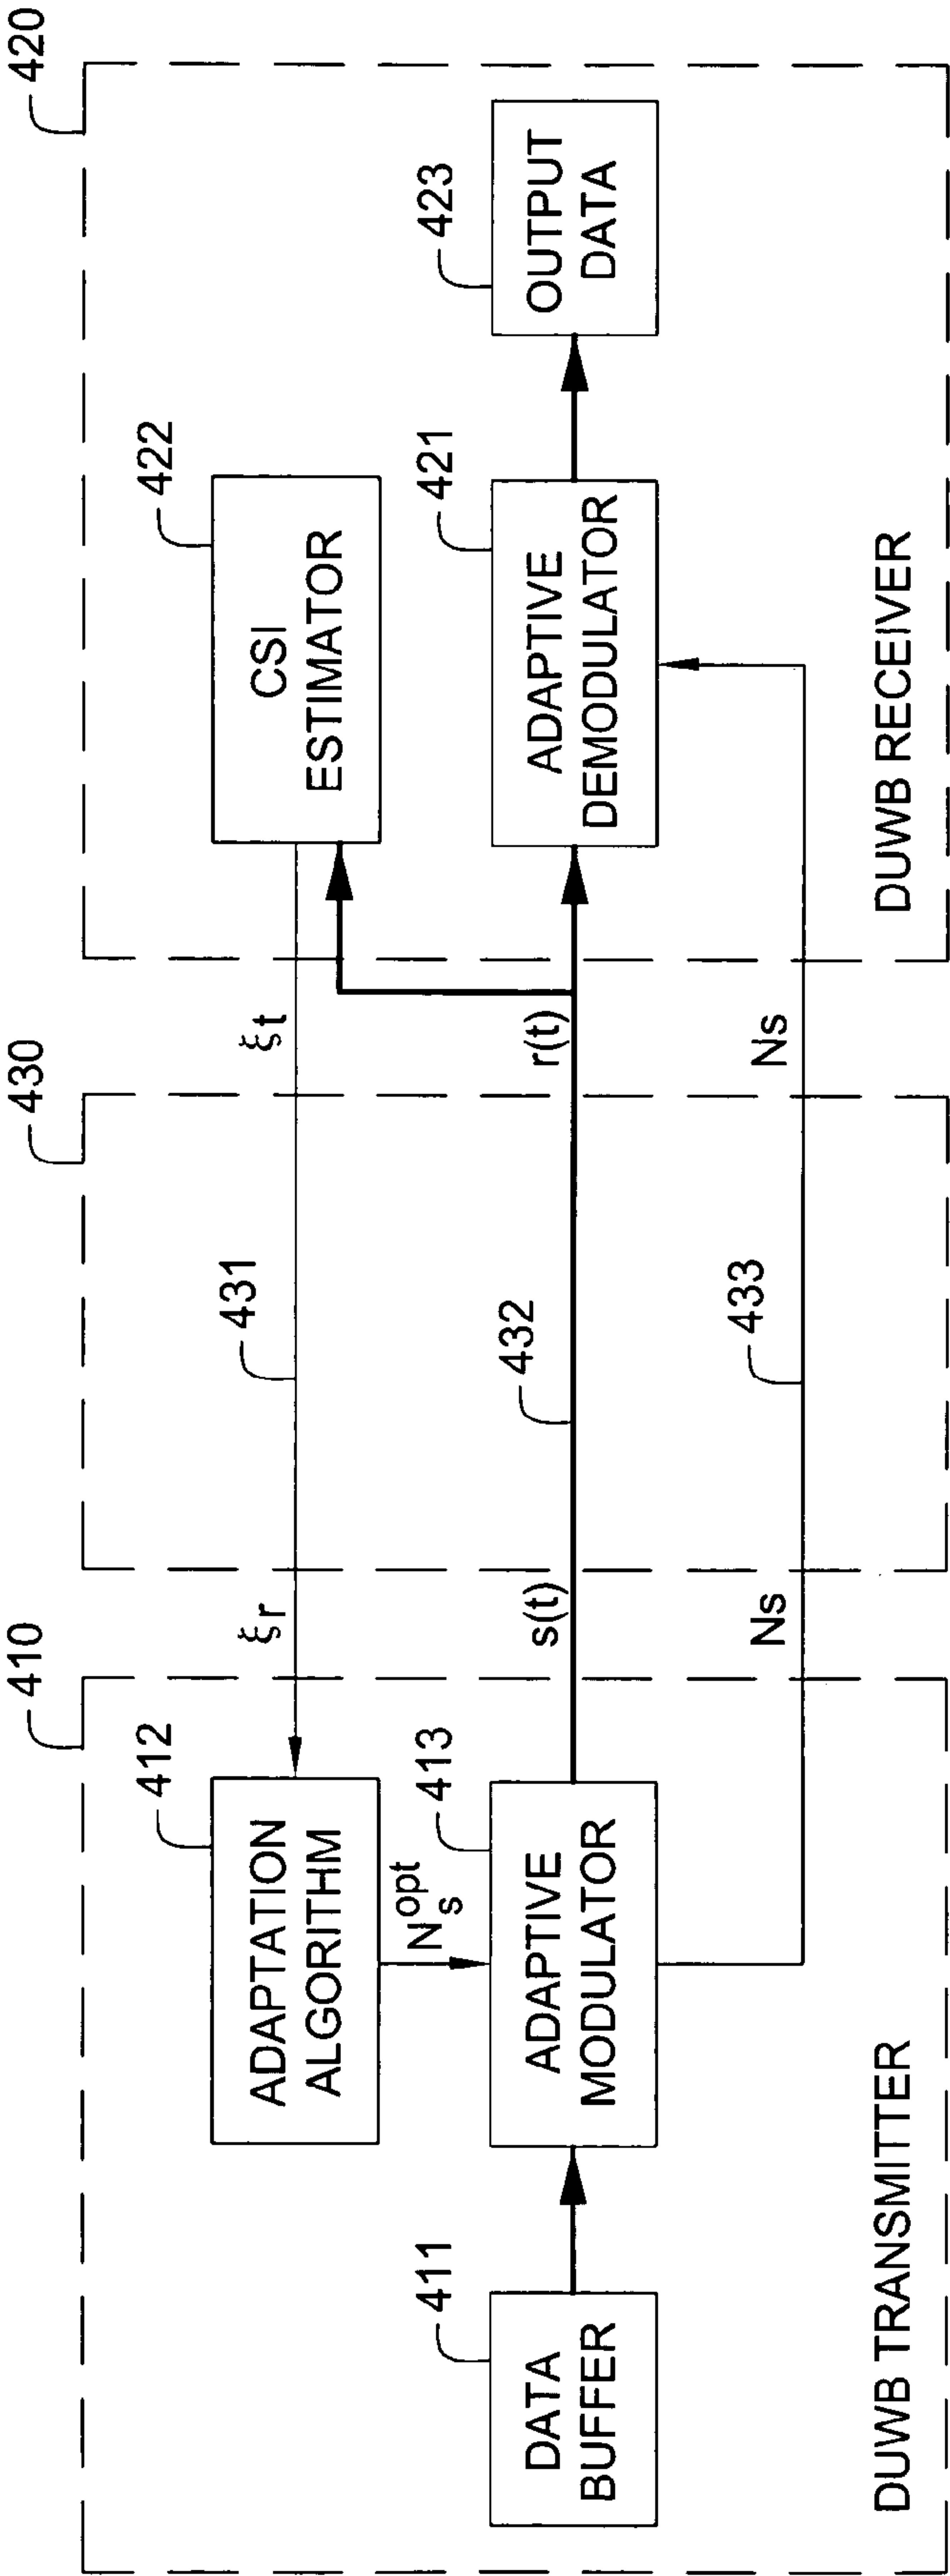 410
430
420
412
ADAPTATION
ALGORITHM
ξr
431
ξt
422
CSI
ESTIMATOR
N_s^opt
411
DATA
BUFFER
413
ADAPTIVE
MODULATOR
s(t)
432
r(t)
421
ADAPTIVE
DEMODULATOR
423
OUTPUT
DATA
Ns
433
Ns
DUWB TRANSMITTER
DUWB RECEIVER